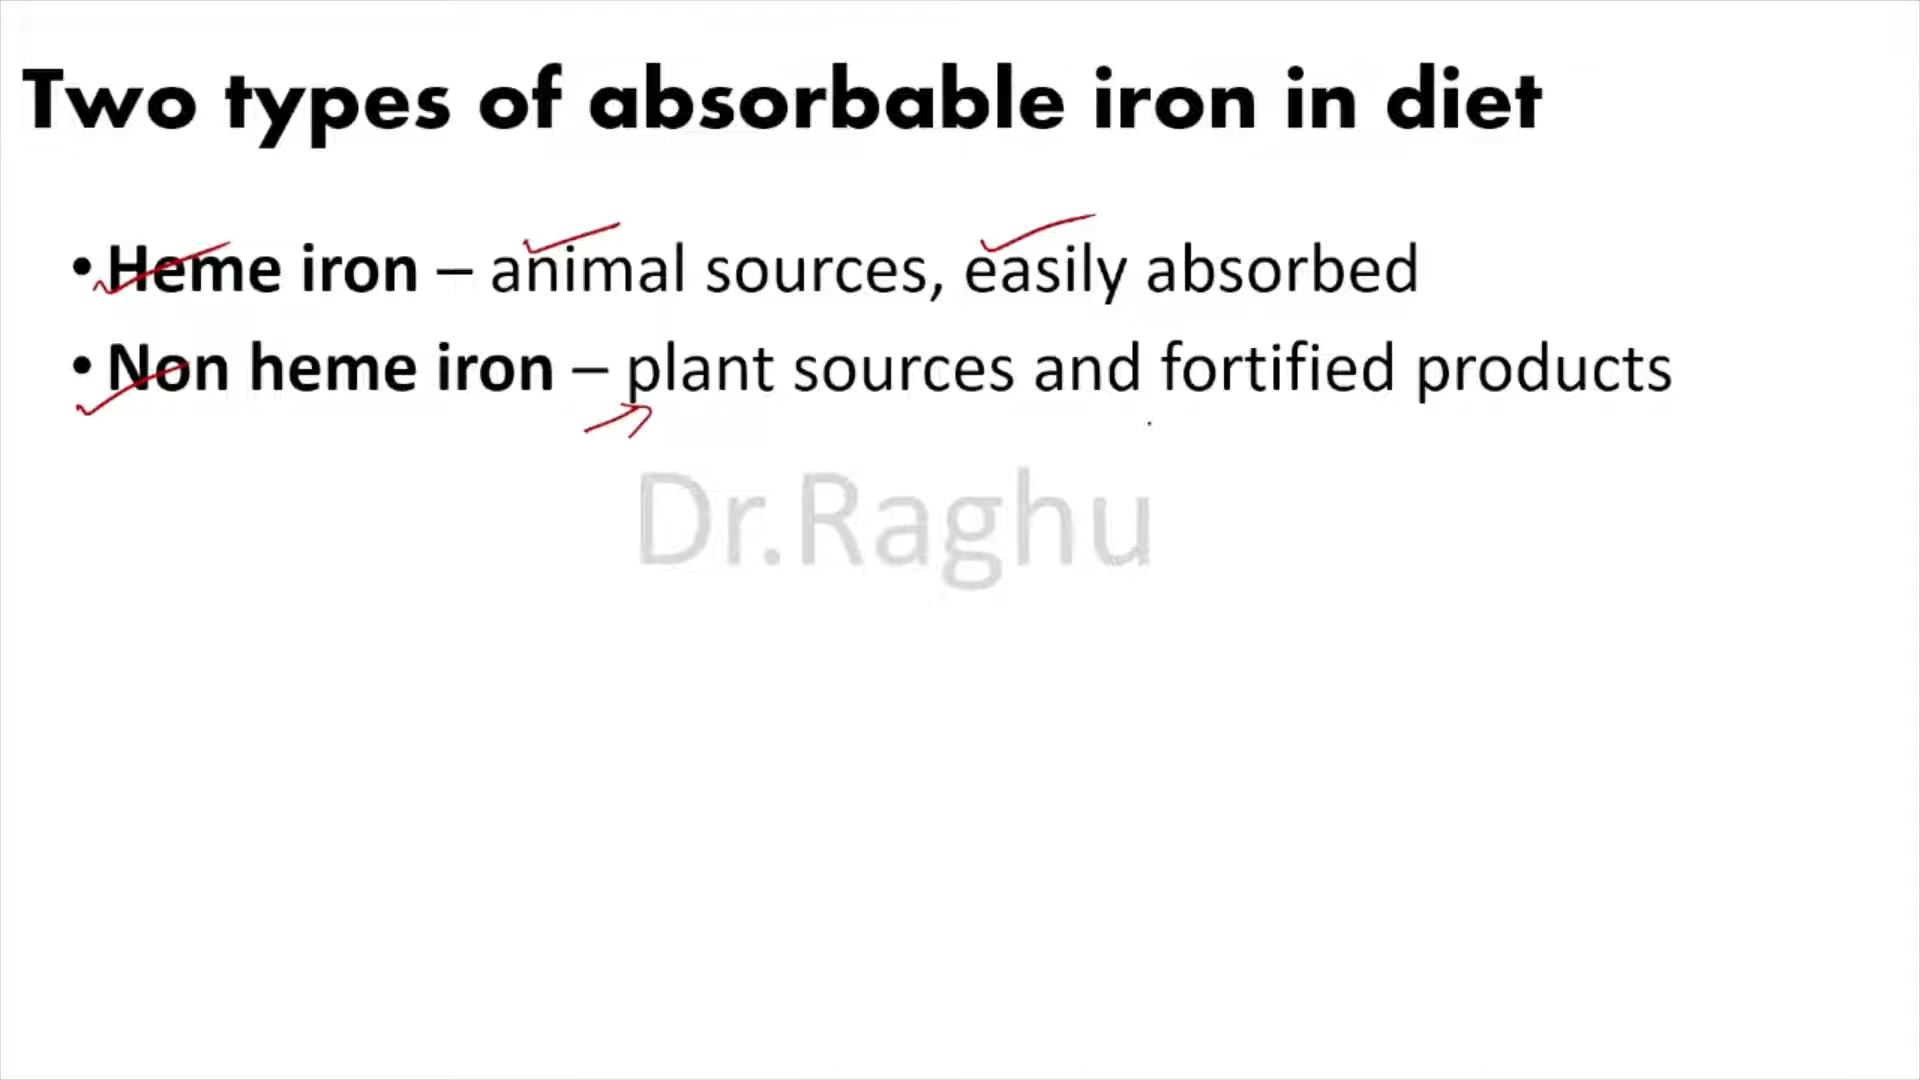 Two types of absorbable iron in diet
• Heme iron – animal sources, easily absorbed
• Non heme iron – plant sources and fortified products
Dr.Raghu